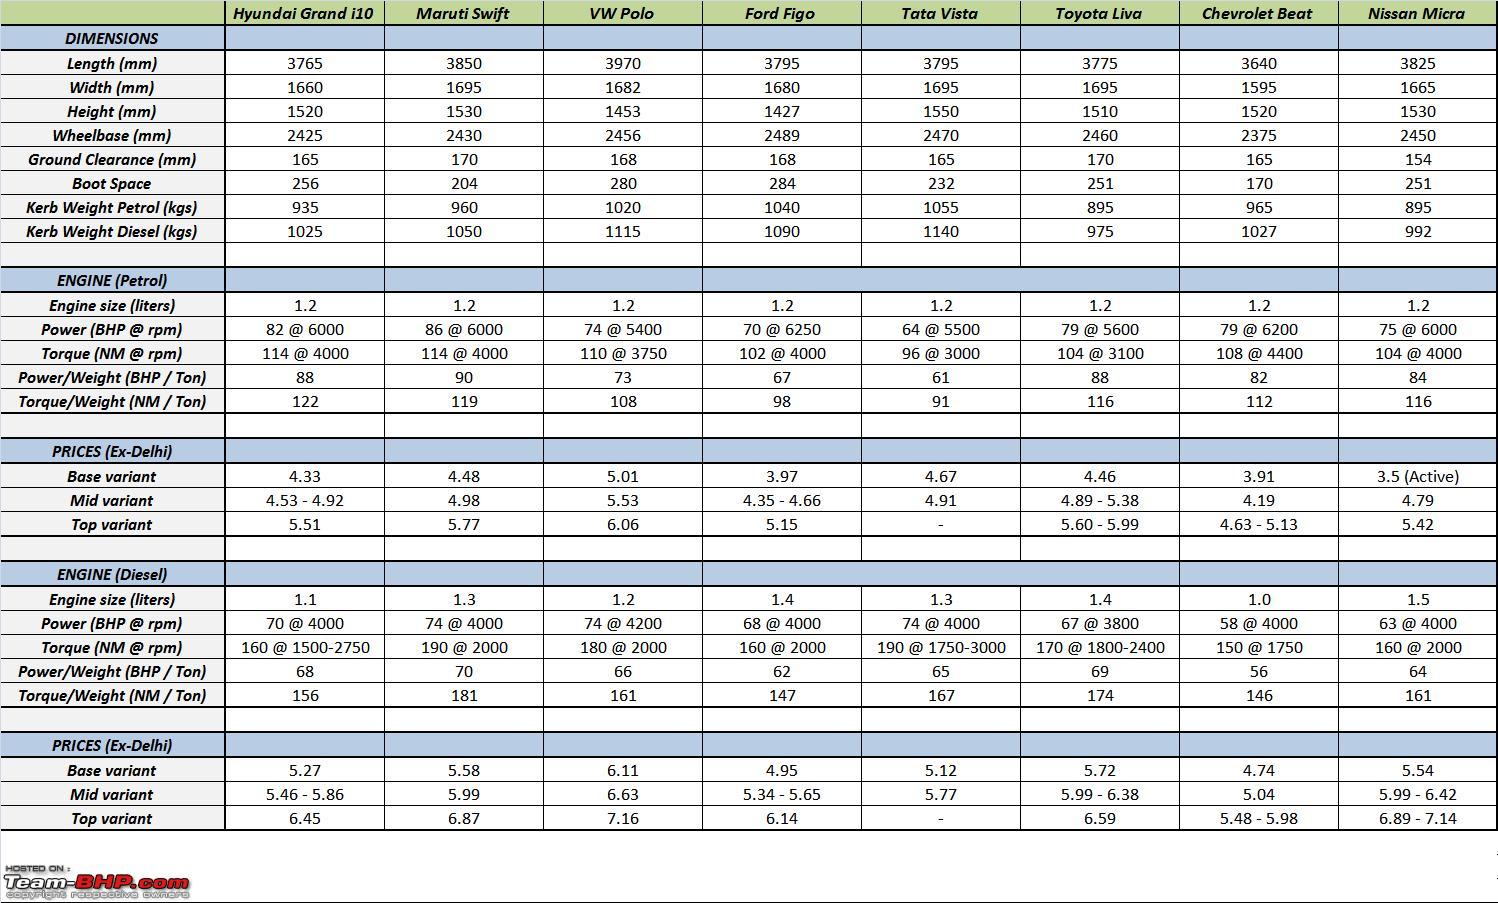 Hyundai Grand i10 Maruti Swift VW Polo Ford Figo Tata Vista Toyota Liva Chevrolet Beat Nissan Micra
DIMENSIONS
Length (mm) 3765 3850 3970 3795 3795 3775 3640 3825
Width (mm) 1660 1695 1682 1680 1695 1695 1595 1665
Height (mm) 1520 1530 1453 1427 1550 1510 1520 1530
Wheelbase (mm) 2425 2430 2456 2489 2470 2460 2375 2450
Ground Clearance (mm) 165 170 168 168 165 170 165 154
Boot Space 256 204 280 284 232 251 170 251
Kerb Weight Petrol (kgs) 935 960 1020 1040 1055 895 965 895
Kerb Weight Diesel (kgs) 1025 1050 1115 1090 1140 975 1027 992
ENGINE (Petrol)
Engine size (liters) 1.2 1.2 1.2 1.2 1.2 1.2 1.2 1.2
Power (BHP @ rpm) 82 @ 6000 86 @ 6000 74 @ 5400 70 @ 6250 64 @ 5500 79 @ 5600 79 @ 6200 75 @ 6000
Torque (NM @ rpm) 114 @ 4000 114 @ 4000 110 @ 3750 102 @ 4000 96 @ 3000 104 @ 3100 108 @ 4400 104 @ 4000
Power/Weight (BHP / Ton) 88 90 73 67 61 88 82 84
Torque/Weight (NM / Ton) 122 119 108 98 91 116 112 116
PRICES (Ex-Delhi)
Base variant 4.33 4.48 5.01 3.97 4.67 4.46 3.91 3.5 (Active)
Mid variant 4.53 - 4.92 4.98 5.53 4.35 - 4.66 4.91 4.89 - 5.38 4.19 4.79
Top variant 5.51 5.77 6.06 5.15 - 5.60 - 5.99 4.63 - 5.13 5.42
ENGINE (Diesel)
Engine size (liters) 1.1 1.3 1.2 1.4 1.3 1.4 1.0 1.5
Power (BHP @ rpm) 70 @ 4000 74 @ 4000 74 @ 4200 68 @ 4000 74 @ 4000 67 @ 3800 58 @ 4000 63 @ 4000
Torque (NM @ rpm) 160 @ 1500-2750 190 @ 2000 180 @ 2000 160 @ 2000 190 @ 1750-3000 170 @ 1800-2400 150 @ 1750 160 @ 2000
Power/Weight (BHP / Ton) 68 70 66 62 65 69 56 64
Torque/Weight (NM / Ton) 156 181 161 147 167 174 146 161
PRICES (Ex-Delhi)
Base variant 5.27 5.58 6.11 4.95 5.12 5.72 4.74 5.54
Mid variant 5.46 - 5.86 5.99 6.63 5.34 - 5.65 5.77 5.99 - 6.38 5.04 5.99 - 6.42
Top variant 6.45 6.87 7.16 6.14 - 6.59 5.48 - 5.98 6.89 - 7.14
HOSTED ON :
Team-BHP.com
copyright respective owners